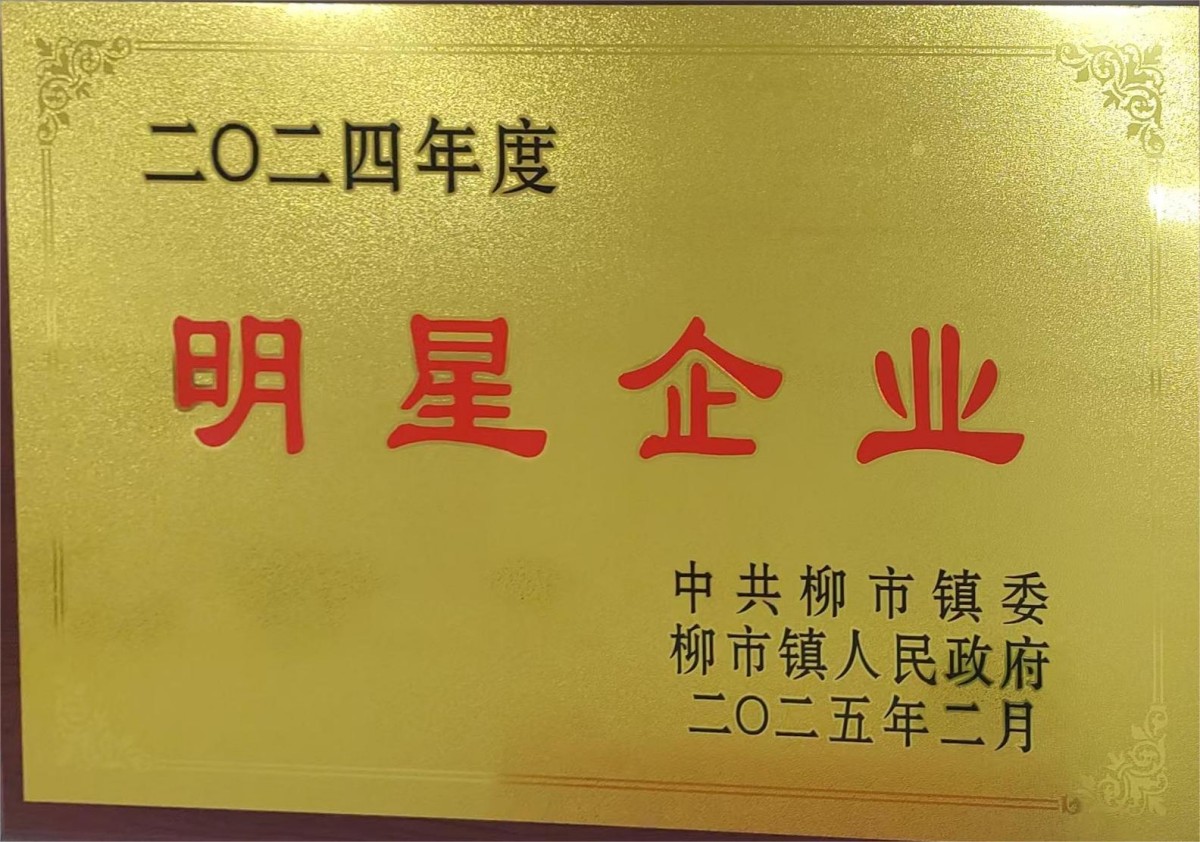 二〇二四年度
明星企业
中共柳市镇委
柳市镇人民政府
二〇二五年二月